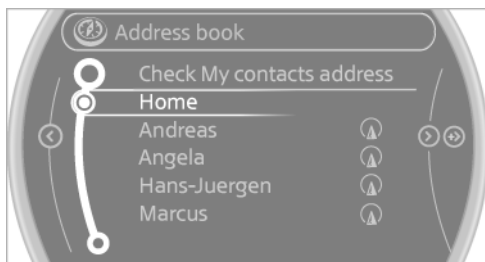 Address book
Check My contacts address
Home
Andreas
Angela
Hans-Juergen
Marcus